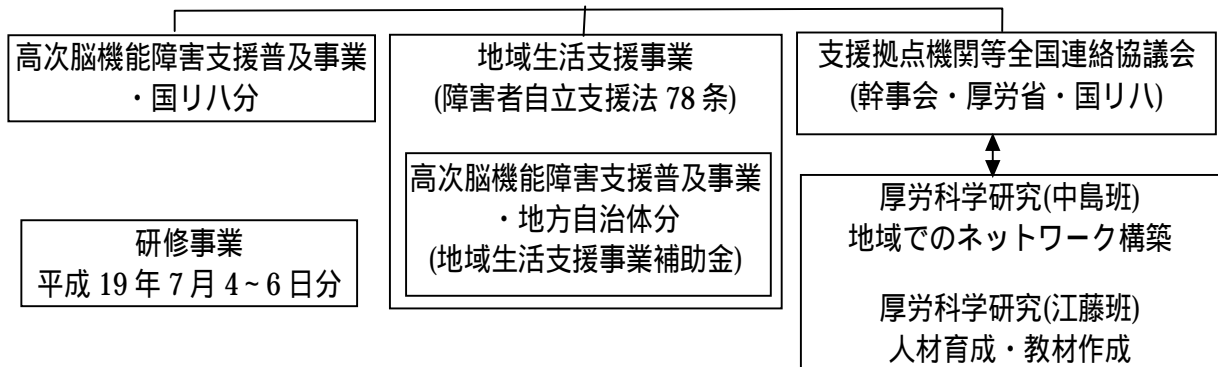 高次脳機能障害支援普及事業
・国リハ分
地域生活支援事業
(障害者自立支援法 78 条)
支援拠点機関等全国連絡協議会
(幹事会・厚労省・国リハ)
高次脳機能障害支援普及事業
・地方自治体分
(地域生活支援事業補助金)
研修事業
平成 19 年 7 月 4~6 日分
厚労科学研究(中島班)
地域でのネットワーク構築
厚労科学研究(江藤班)
人材育成・教材作成